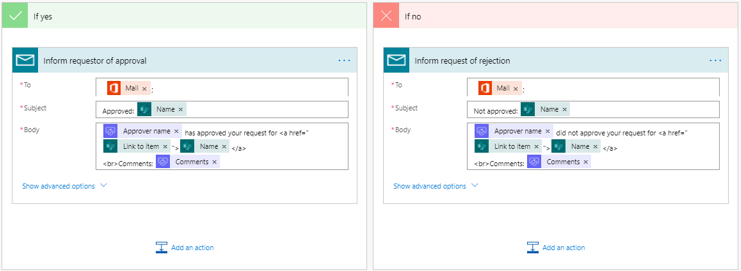 If yes
Inform requestor of approval
...
*To
Mail × ;
*Subject
Approved: Name ×
*Body
Approver name × has approved your request for <a href="
Link to item × "> Name × </a>
<br>Comments: Comments ×
Show advanced options
Add an action
If no
Inform request of rejection
...
*To
Mail × ;
*Subject
Not approved: Name ×
*Body
Approver name × did not approve your request for <a href="
Link to item × "> Name × </a>
<br>Comments: Comments ×
Show advanced options
Add an action